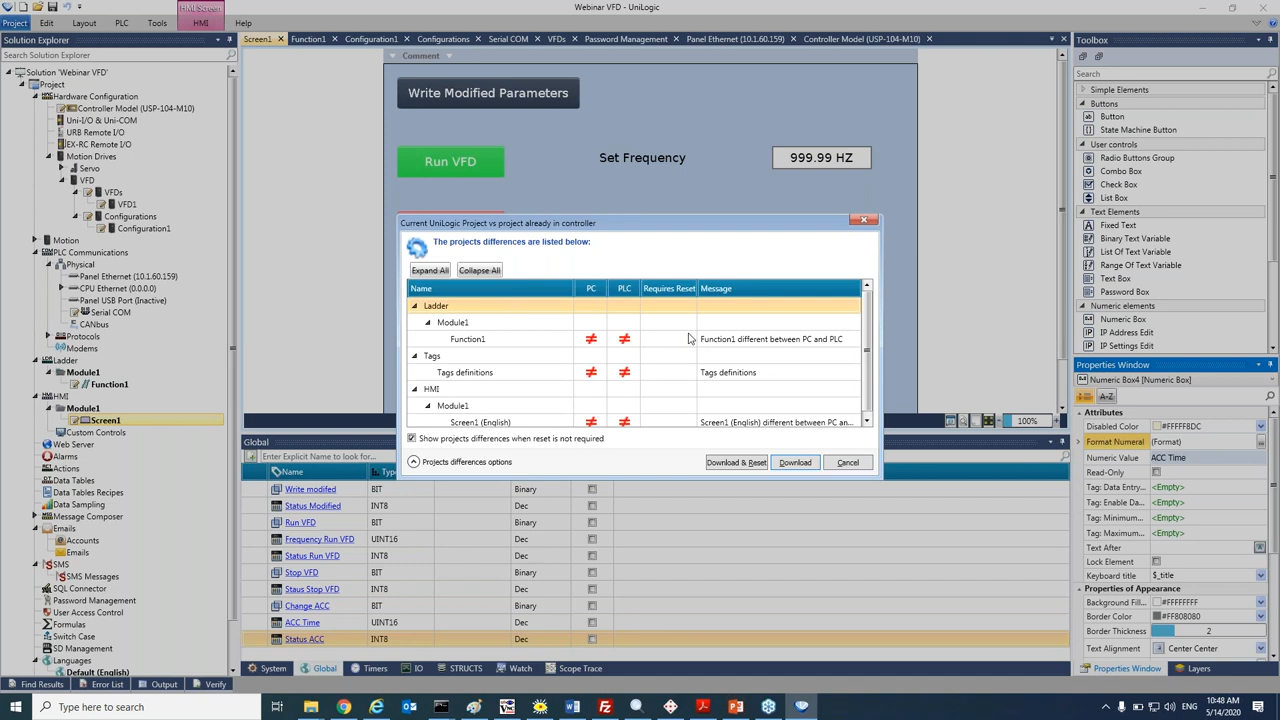 HMI Screen
Webinar VFD - UniLogic
Project Edit Layout PLC Tools HMI Help
Solution Explorer
Search Solution Explorer
Solution 'Webinar VFD'
Project
Hardware Configuration
Controller Model (USP-104-M10)
Uni-I/O & Uni-COM
URB Remote I/O
EX-RC Remote I/O
Motion Drives
Servo
VFD
VFDs
VFD1
Configurations
Configuration1
Motion
PLC Communications
Physical
Panel Ethernet (10.1.60.159)
CPU Ethernet (0.0.0.0)
Panel USB Port (Inactive)
Serial COM
CANbus
Protocols
Modems
Ladder
Module1
Function1
HMI
Module1
Screen1
Custom Controls
Web Server
Alarms
Actions
Data Tables
Recipes Data Tables
Data Sampling
Message Composer
Emails
Accounts
Emails
SMS
SMS Messages
SQL Connector
Password Management
User Access Control
Formulas
Switch Case
SD Management
Languages
Default (English)
Find Results Error List Output Verify
Screen1 Function1 Configuration1 Configurations Serial COM VFDs Password Management Panel Ethernet (10.1.60.159) Controller Model (USP-104-M10)
Comment
Write Modified Parameters
Run VFD
Set Frequency
999.99 HZ
Current UniLogic Project vs project already in controller
The projects differences are listed below:
Expand All Collapse All
Name PC PLC Requires Reset Message
Ladder
Module1
Function1 ≠ ≠ Function1 different between PC and PLC
Tags
Tags definitions ≠ ≠ Tags definitions
HMI
Module1
Screen1 (English) ≠ ≠ Screen1 (English) different between PC an...
Show projects differences when reset is not required
Projects differences options
Download & Reset Download Cancel
100%
Global
Enter Explicit Name to look for...
Name Type
Write modifed BIT Binary
Status Modified INT8 Dec
Run VFD BIT Binary
Frequency Run VFD UINT16 Dec
Status Run VFD INT8 Dec
Stop VFD BIT Binary
Staus Stop VFD INT8 Dec
Change ACC BIT Binary
ACC Time UINT16 Dec
Status ACC INT8 Dec
System Global Timers IO STRUCTS Watch Scope Trace
Toolbox
Search
Simple Elements
Buttons
Button
State Machine Button
User controls
Radio Buttons Group
Combo Box
Check Box
List Box
Text Elements
Fixed Text
Binary Text Variable
List Of Text Variable
Range Of Text Variable
Text Box
Password Box
Numeric elements
Numeric Box
IP Address Edit
IP Settings Edit
Properties Window
Numeric Box4 [Numeric Box]
A-Z
Attributes
Disabled Color #FFFFF8DC
Format Numeral (Format)
Numeric Value ACC Time
Read-Only
Tag: Data Entry... <Empty>
Tag: Enable Da... <Empty>
Tag: Minimum... <Empty>
Tag: Maximum... <Empty>
Text After
Lock Element
Keyboard title $_title
Properties of Appearance
Background Fill... #FFFFFFFF
Border Color #FF808080
Border Thickness 2
Text Alignment Center Center
Properties Window Layers
Type here to search
10:48 AM
5/14/2020